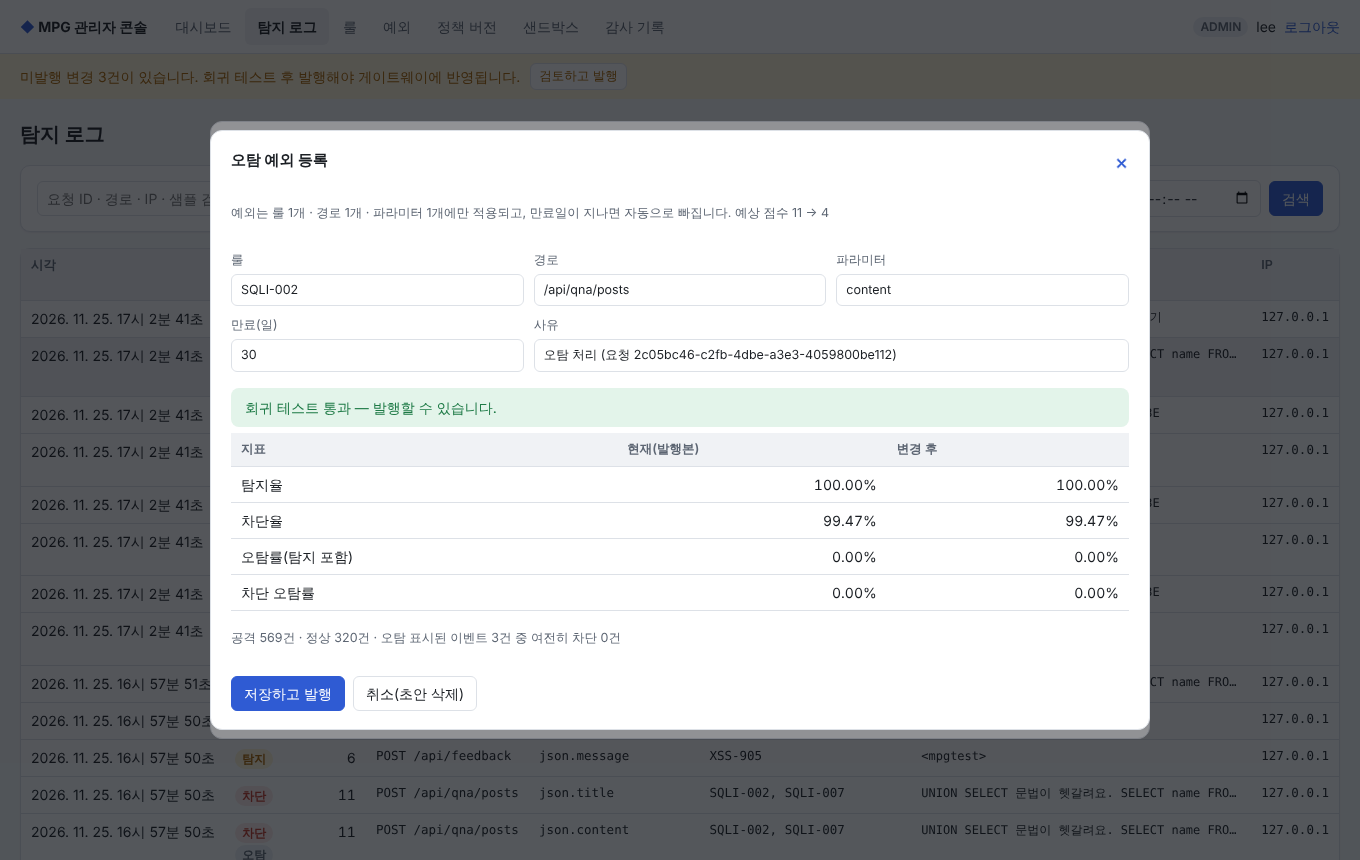 MPG 관리자 콘솔 대시보드 탐지 로그 룰 예외 정책 버전 샌드박스 감사 기록 ADMIN lee 로그아웃
미발행 변경 3건이 있습니다. 회귀 테스트 후 발행해야 게이트웨이에 반영됩니다. 검토하고 발행
탐지 로그
요청 ID · 경로 · IP · 샘플 --:-- -- 검색
시각 IP
2026. 11. 25. 17시 2분 41초 기 127.0.0.1
2026. 11. 25. 17시 2분 41초 CT name FRO… 127.0.0.1
2026. 11. 25. 17시 2분 41초 127.0.0.1
2026. 11. 25. 17시 2분 41초 127.0.0.1
2026. 11. 25. 17시 2분 41초 127.0.0.1
2026. 11. 25. 17시 2분 41초 127.0.0.1
2026. 11. 25. 17시 2분 41초 127.0.0.1
2026. 11. 25. 17시 2분 41초 127.0.0.1
2026. 11. 25. 16시 57분 51초 CT name FRO… 127.0.0.1
2026. 11. 25. 16시 57분 50초 127.0.0.1
오탐 예외 등록 ×
예외는 룰 1개 · 경로 1개 · 파라미터 1개에만 적용되고, 만료일이 지나면 자동으로 빠집니다. 예상 점수 11 → 4
룰 경로 파라미터
SQLI-002 /api/qna/posts content
만료(일) 사유
30 오탐 처리 (요청 2c05bc46-c2fb-4dbe-a3e3-4059800be112)
회귀 테스트 통과 — 발행할 수 있습니다.
지표 현재(발행본) 변경 후
탐지율 100.00% 100.00%
차단율 99.47% 99.47%
오탐률(탐지 포함) 0.00% 0.00%
차단 오탐률 0.00% 0.00%
공격 569건 · 정상 320건 · 오탐 표시된 이벤트 3건 중 여전히 차단 0건
저장하고 발행 취소(초안 삭제)
2026. 11. 25. 16시 57분 50초 탐지 6 POST /api/feedback json.message XSS-905 <mpgtest> 127.0.0.1
2026. 11. 25. 16시 57분 50초 차단 11 POST /api/qna/posts json.title SQLI-002, SQLI-007 UNION SELECT 문법이 헷갈려요. SELECT name FRO… 127.0.0.1
2026. 11. 25. 16시 57분 50초 차단 11 POST /api/qna/posts json.content SQLI-002, SQLI-007 UNION SELECT 문법이 헷갈려요. SELECT name FRO… 127.0.0.1
오탐